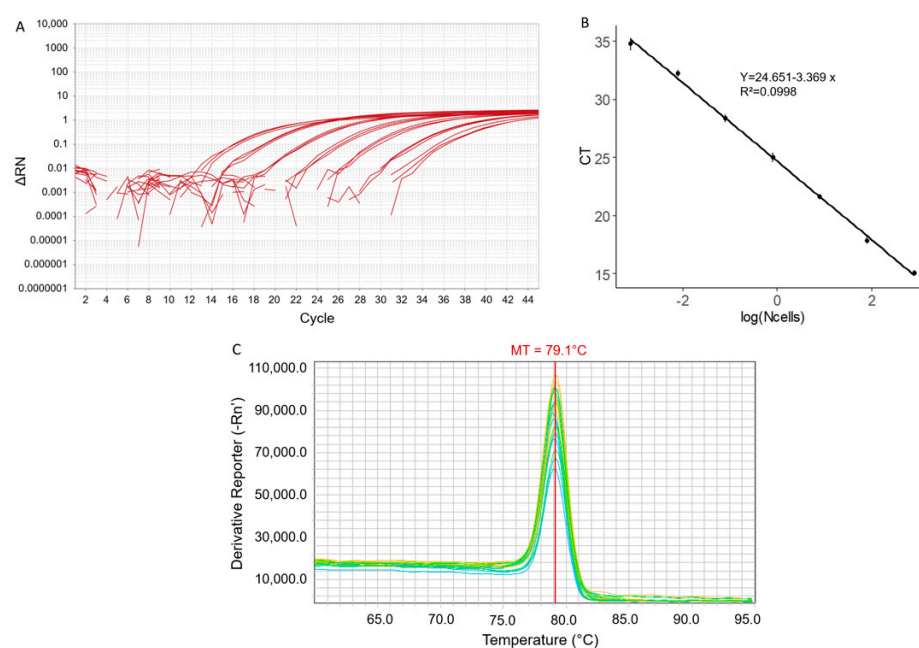 A
10,000
1000
100
10
1
0.1
0.01
0.001
0.0001
0.00001
0.000001
0.0000001
ΔRN
2 4 6 8 10 12 14 16 18 20 22 24 26 28 30 32 34 36 38 40 42 44
Cycle
B
35
25
20
15
CT
Y=24.651-3.369 x
R²=0.0998
-2 0 2
log(Ncells)
C
MT = 79.1°C
110,000.0
90,000.0
70,000.0
50,000.0
30,000.0
10,000.0
Derivative Reporter (-Rn')
65.0 70.0 75.0 80.0 85.0 90.0 95.0
Temperature (°C)